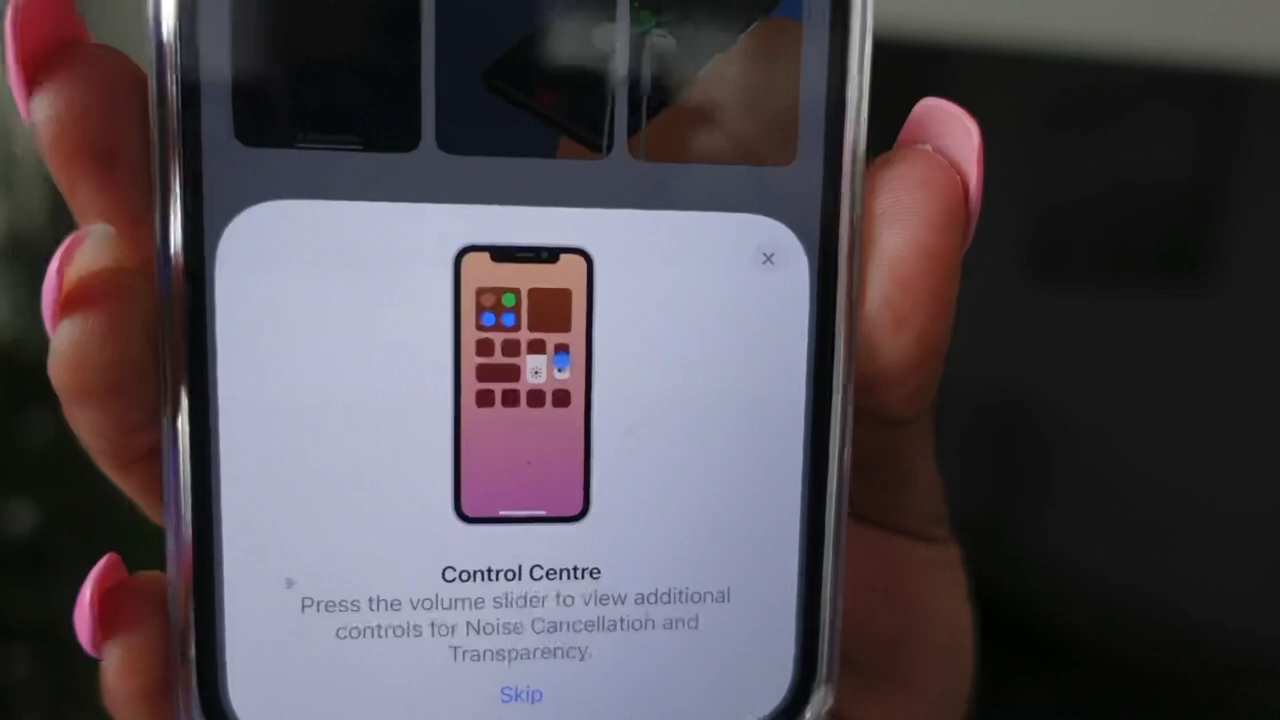 Control Centre
Press the volume slider to view additional
controls for Noise Cancellation and
Transparency.
Skip